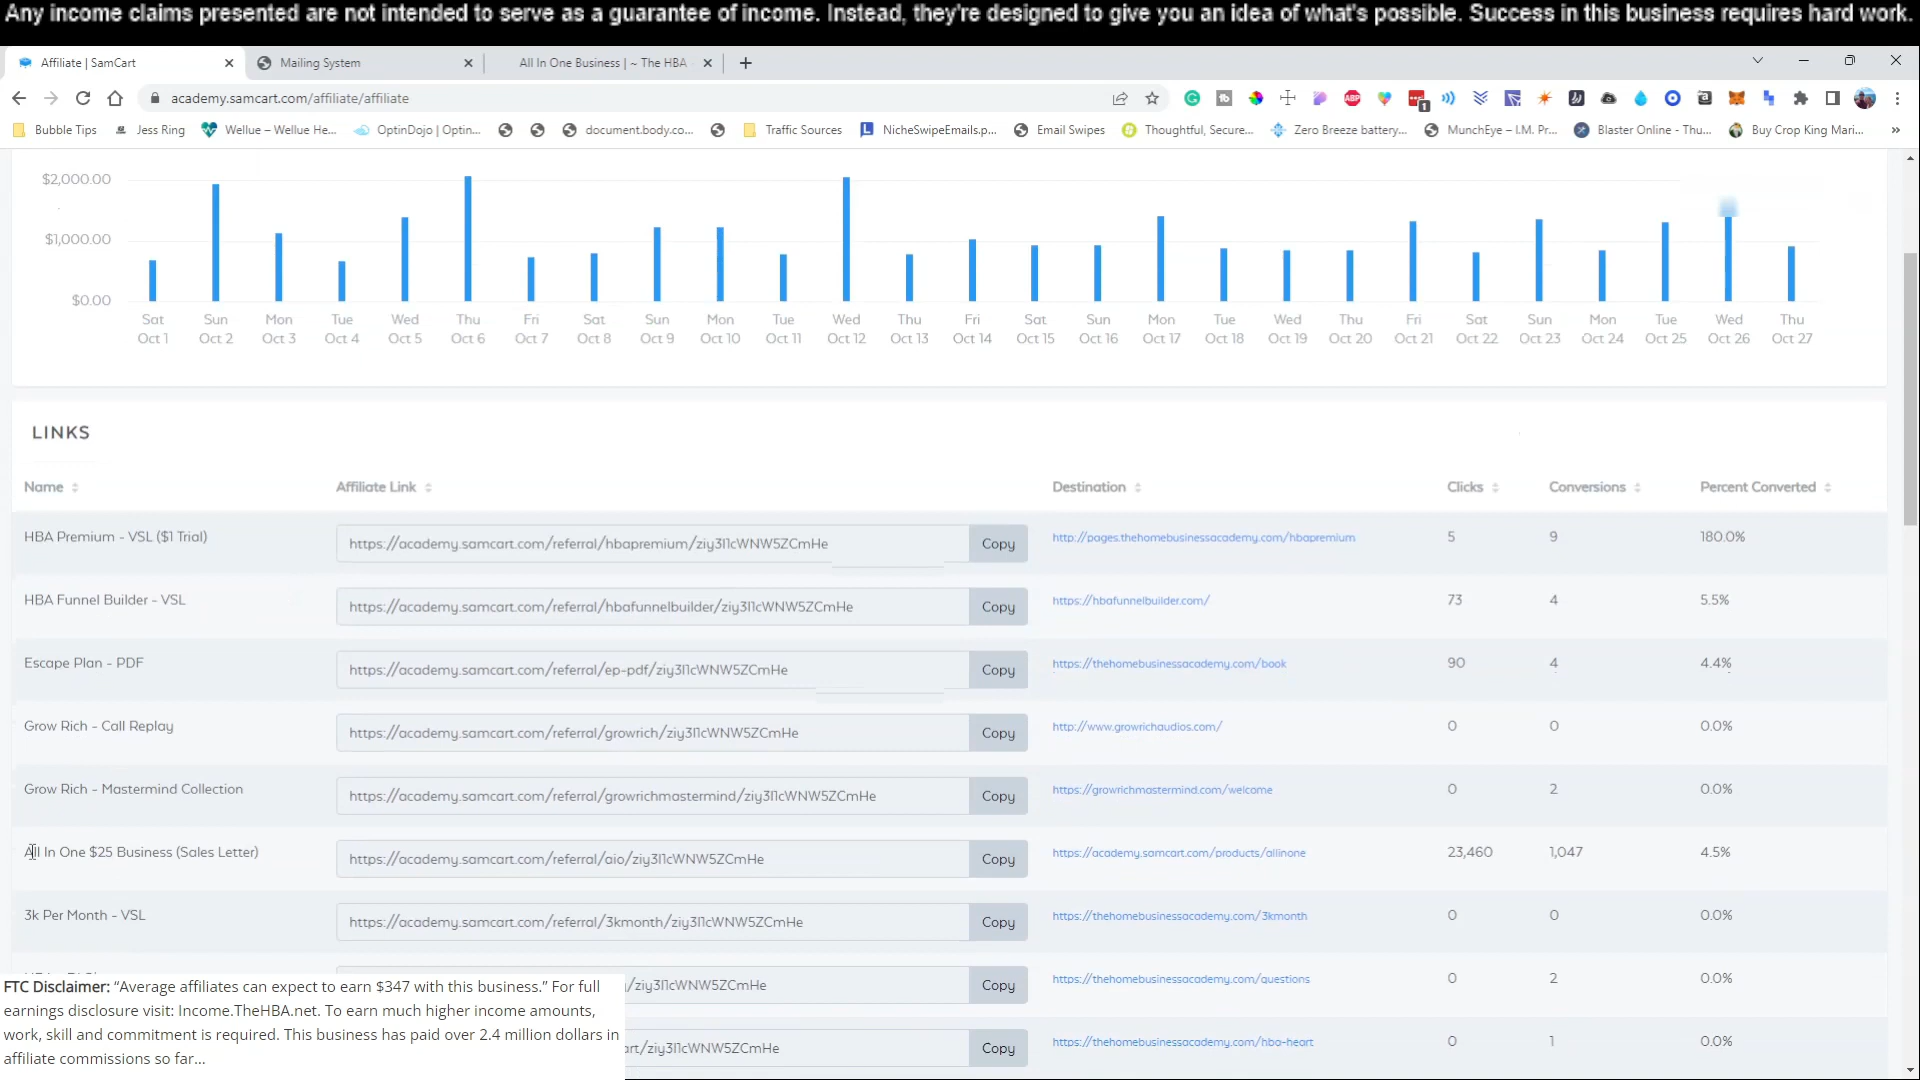 Any income claims presented are not intended to serve as a guarantee of income. Instead, they're designed to give you an idea of what's possible. Success in this business requires hard work.
Affiliate | SamCart
Mailing System
All In One Business | ~ The HBA
academy.samcart.com/affiliate/affiliate
Bubble Tips
Jess Ring
Wellue – Wellue He...
OptinDojo | Optin...
document.body.co...
Traffic Sources
NicheSwipeEmails.p...
Email Swipes
Thoughtful, Secure...
Zero Breeze battery...
MunchEye – I.M. Pr...
Blaster Online - Thu...
Buy Crop King Mari...
$2,000.00
$1,000.00
$0.00
Sat Sun Mon Tue Wed Thu Fri Sat Sun Mon Tue Wed Thu Fri Sat Sun Mon Tue Wed Thu Fri Sat Sun Mon Tue Wed Thu
Oct 1 Oct 2 Oct 3 Oct 4 Oct 5 Oct 6 Oct 7 Oct 8 Oct 9 Oct 10 Oct 11 Oct 12 Oct 13 Oct 14 Oct 15 Oct 16 Oct 17 Oct 18 Oct 19 Oct 20 Oct 21 Oct 22 Oct 23 Oct 24 Oct 25 Oct 26 Oct 27
LINKS
Name Affiliate Link Destination Clicks Conversions Percent Converted
HBA Premium - VSL ($1 Trial) https://academy.samcart.com/referral/hbapremium/ziy3l1cWNW5ZCmHe Copy http://pages.thehomebusinessacademy.com/hbapremium 5 9 180.0%
HBA Funnel Builder - VSL https://academy.samcart.com/referral/hbafunnelbuilder/ziy3l1cWNW5ZCmHe Copy https://hbafunnelbuilder.com/ 73 4 5.5%
Escape Plan - PDF https://academy.samcart.com/referral/ep-pdf/ziy3l1cWNW5ZCmHe Copy https://thehomebusinessacademy.com/book 90 4 4.4%
Grow Rich - Call Replay https://academy.samcart.com/referral/growrich/ziy3l1cWNW5ZCmHe Copy http://www.growrichaudios.com/ 0 0 0.0%
Grow Rich - Mastermind Collection https://academy.samcart.com/referral/growrichmastermind/ziy3l1cWNW5ZCmHe Copy https://growrichmastermind.com/welcome 0 2 0.0%
All In One $25 Business (Sales Letter) https://academy.samcart.com/referral/aio/ziy3l1cWNW5ZCmHe Copy https://academy.samcart.com/products/allinone 23,460 1,047 4.5%
3k Per Month - VSL https://academy.samcart.com/referral/3kmonth/ziy3l1cWNW5ZCmHe Copy https://thehomebusinessacademy.com/3kmonth 0 0 0.0%
/ziy3l1cWNW5ZCmHe Copy https://thehomebusinessacademy.com/questions 0 2 0.0%
art/ziy3l1cWNW5ZCmHe Copy https://thehomebusinessacademy.com/hba-heart 0 1 0.0%
FTC Disclaimer: “Average affiliates can expect to earn $347 with this business.” For full
earnings disclosure visit: Income.TheHBA.net. To earn much higher income amounts,
work, skill and commitment is required. This business has paid over 2.4 million dollars in
affiliate commissions so far...